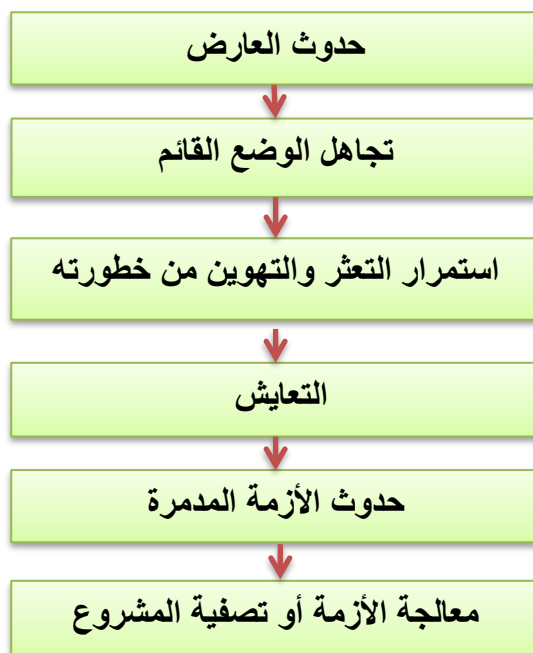 حدوث العارض
تجاهل الوضع القائم
استمرار التعثر والتهوين من خطورته
التعايش
حدوث الأزمة المدمرة
معالجة الأزمة أو تصفية المشروع